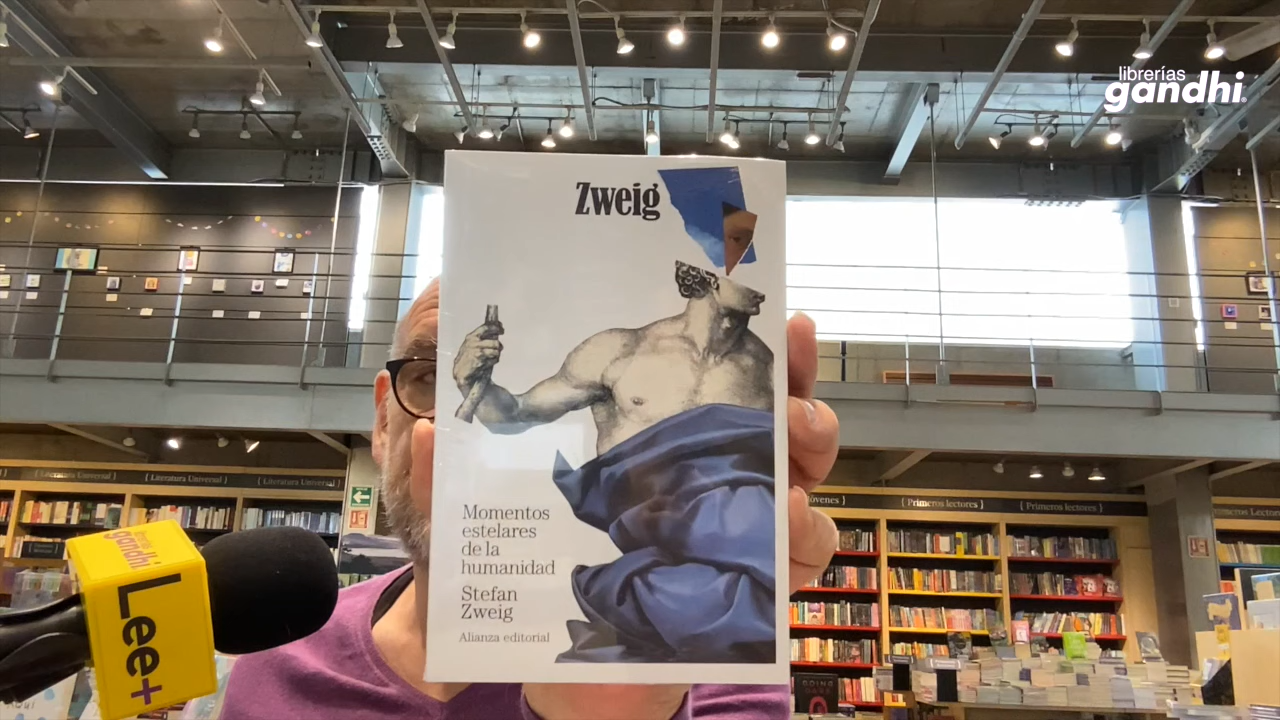 librerías
gandhi
Zweig
Momentos
estelares
de la
humanidad
Stefan
Zweig
Alianza editorial
{ Literatura Universal }
{ Literatura Universal }
{ Primeros lectores }
{ Primeros lectores }
gandhi
Lee+
GOING